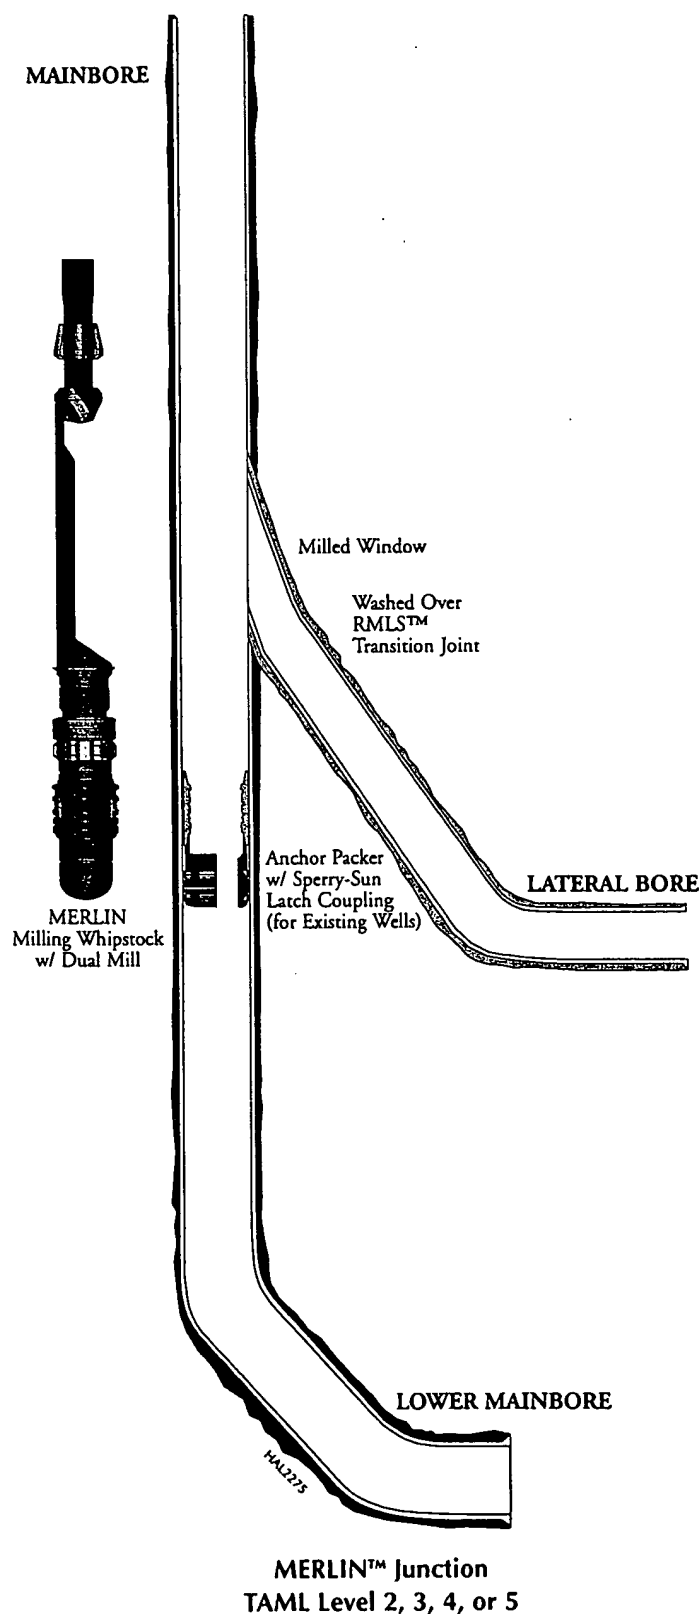 MAINBORE
Milled Window
Washed Over
RMLS™
Transition Joint
Anchor Packer
w/ Sperry-Sun
Latch Coupling
(for Existing Wells)
LATERAL BORE
MERLIN
Milling Whipstock
w/ Dual Mill
LOWER MAINBORE
HAL2275
MERLIN™ Junction
TAML Level 2, 3, 4, or 5